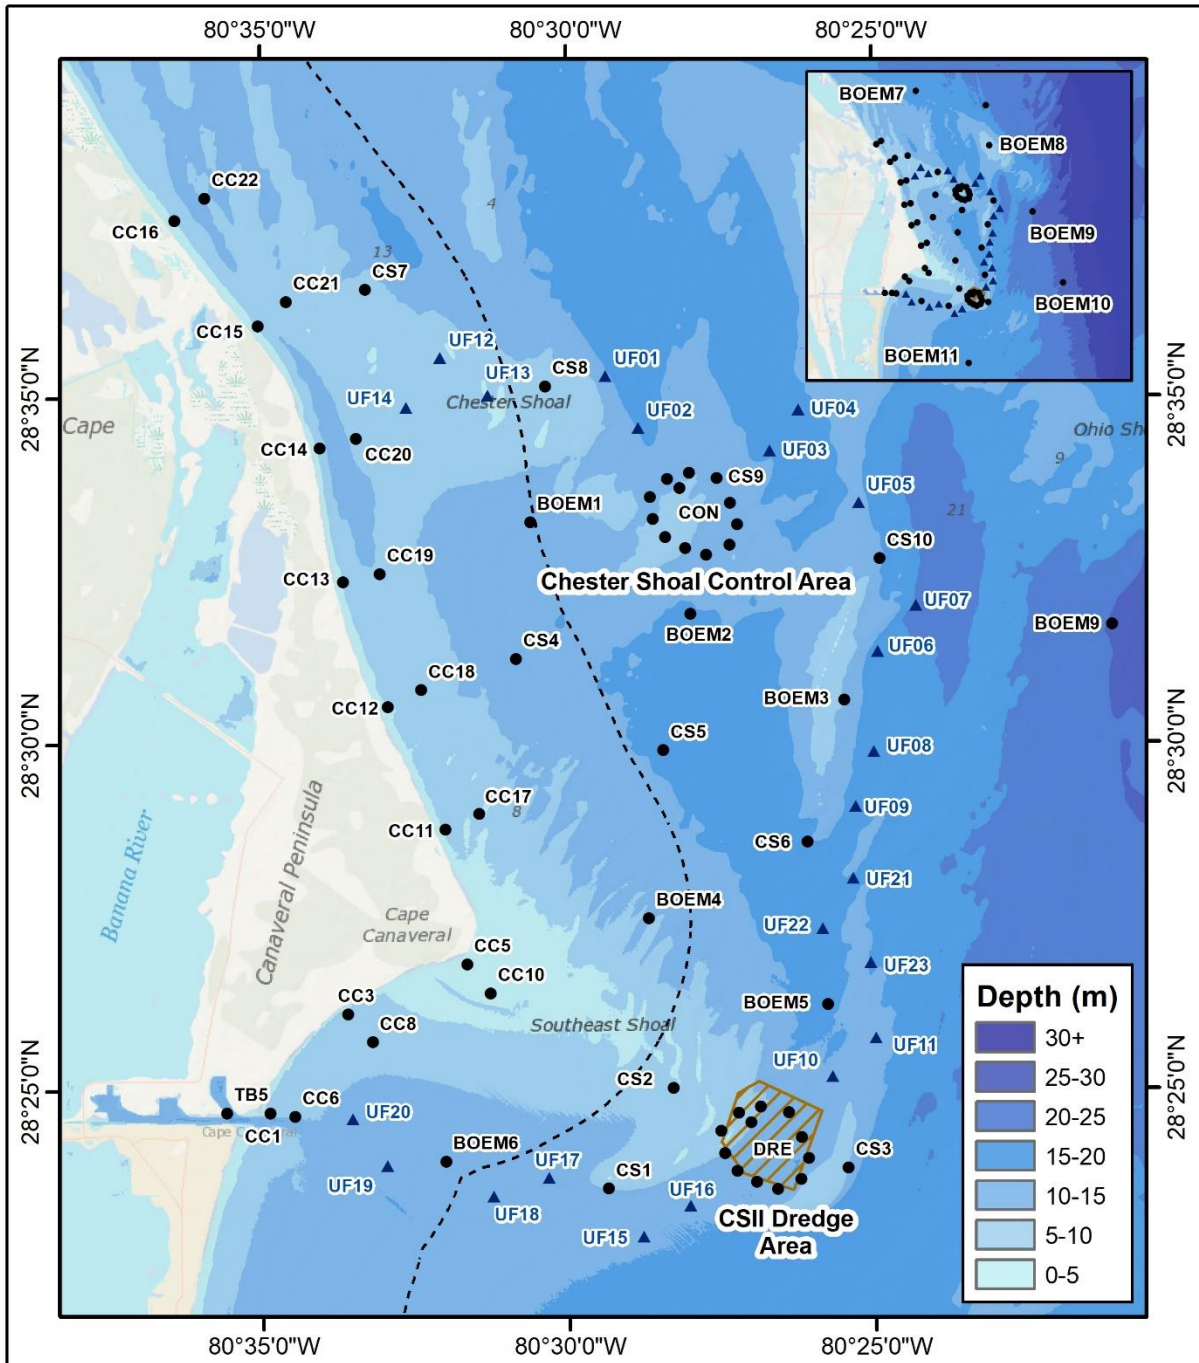 80°35'0"W
80°30'0"W
80°25'0"W
BOEM7
BOEM8
BOEM9
BOEM10
BOEM11
CC22
CC16
4
13
CC21
CS7
CC15
UF12
UF01
UF13
CS8
28°35'0"N
28°35'0"N
UF14
Chester Shoal
UF02
UF04
Cape
Ohio Sho
CC14
CC20
UF03
9
CS9
UF05
BOEM1
CON
21
CS10
CC19
CC13
Chester Shoal Control Area
UF07
BOEM2
BOEM9
CS4
UF06
CC18
BOEM3
CC12
28°30'0"N
28°30'0"N
CS5
UF08
CC17
8
UF09
CC11
CS6
Banana River
Canaveral Peninsula
UF21
BOEM4
Cape
Canaveral
UF22
CC5
UF23
CC10
CC3
BOEM5
CC8
Southeast Shoal
UF11
UF10
28°25'0"N
28°25'0"N
CS2
TB5
CC6
CC1
UF20
Cape Canaveral
DRE
BOEM6
CS3
UF19
UF17
CS1
UF16
UF18
UF15
CSII Dredge
Area
Depth (m)
30+
25-30
20-25
15-20
10-15
5-10
0-5
80°35'0"W
80°30'0"W
80°25'0"W